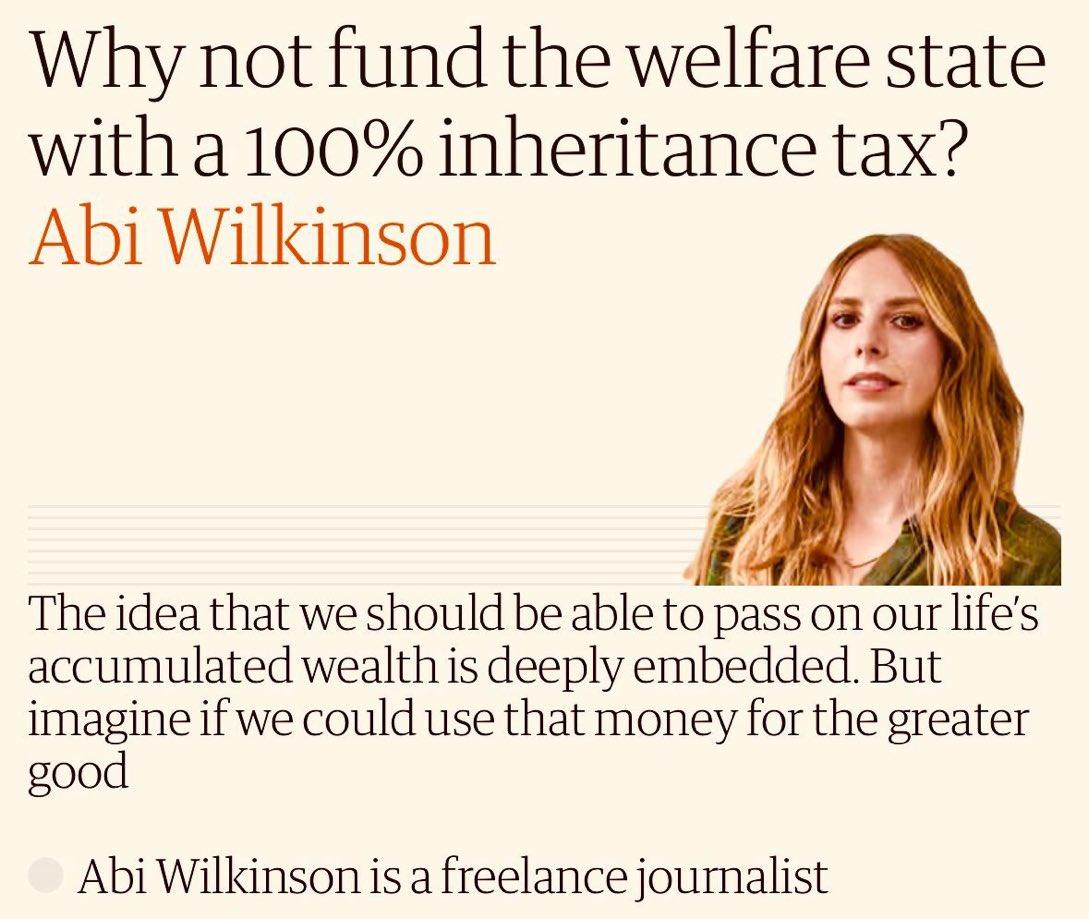 Why not fund the welfare state
with a 100% inheritance tax?
Abi Wilkinson
The idea that we should be able to pass on our life’s
accumulated wealth is deeply embedded. But
imagine if we could use that money for the greater
good
Abi Wilkinson is a freelance journalist